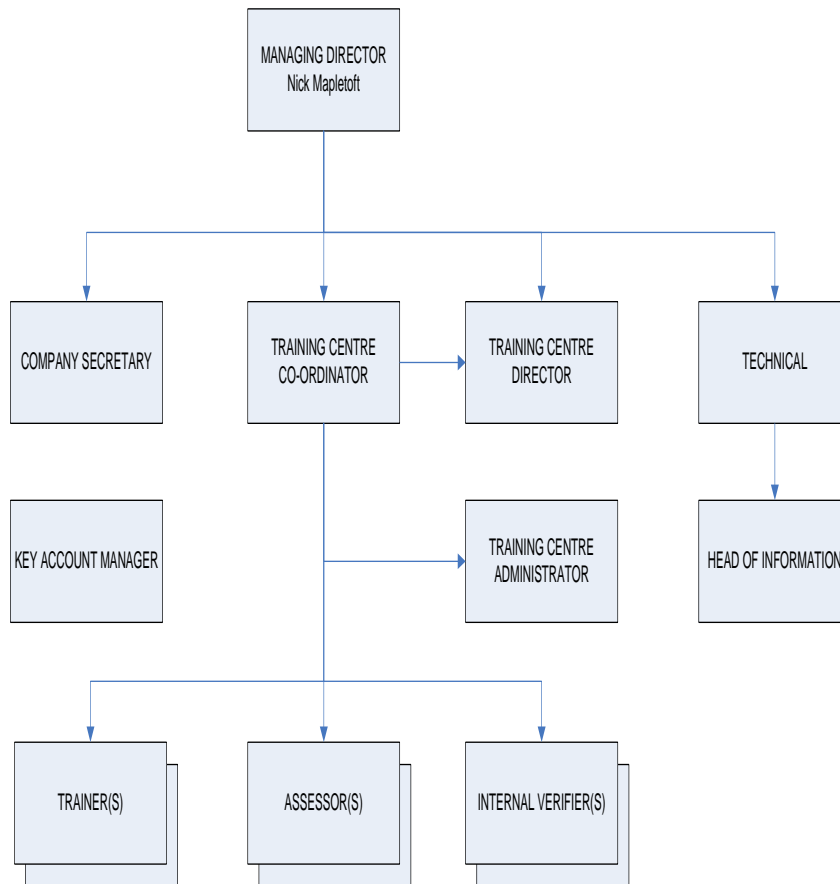 MANAGING DIRECTOR
Nick Mapletoft
COMPANY SECRETARY
TRAINING CENTRE
CO-ORDINATOR
TRAINING CENTRE
DIRECTOR
TECHNICAL
KEY ACCOUNT MANAGER
TRAINING CENTRE
ADMINISTRATOR
HEAD OF INFORMATION
TRAINER(S)
ASSESSOR(S)
INTERNAL VERIFIER(S)